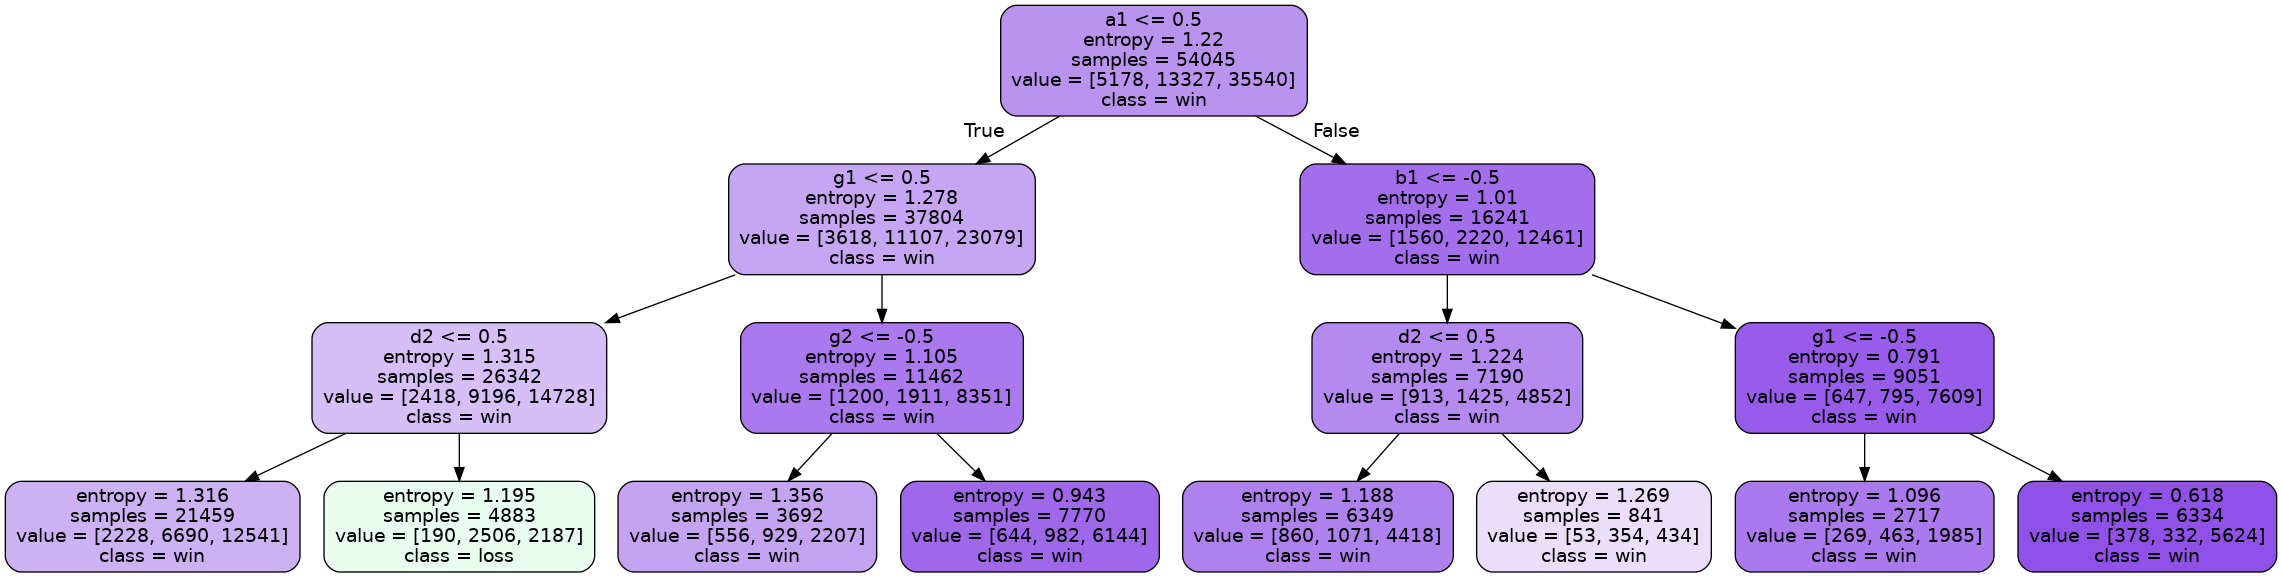 a1 <= 0.5
entropy = 1.22
samples = 54045
value = [5178, 13327, 35540]
class = win
True
False
g1 <= 0.5
entropy = 1.278
samples = 37804
value = [3618, 11107, 23079]
class = win
b1 <= -0.5
entropy = 1.01
samples = 16241
value = [1560, 2220, 12461]
class = win
d2 <= 0.5
entropy = 1.315
samples = 26342
value = [2418, 9196, 14728]
class = win
g2 <= -0.5
entropy = 1.105
samples = 11462
value = [1200, 1911, 8351]
class = win
d2 <= 0.5
entropy = 1.224
samples = 7190
value = [913, 1425, 4852]
class = win
g1 <= -0.5
entropy = 0.791
samples = 9051
value = [647, 795, 7609]
class = win
entropy = 1.316
samples = 21459
value = [2228, 6690, 12541]
class = win
entropy = 1.195
samples = 4883
value = [190, 2506, 2187]
class = loss
entropy = 1.356
samples = 3692
value = [556, 929, 2207]
class = win
entropy = 0.943
samples = 7770
value = [644, 982, 6144]
class = win
entropy = 1.188
samples = 6349
value = [860, 1071, 4418]
class = win
entropy = 1.269
samples = 841
value = [53, 354, 434]
class = win
entropy = 1.096
samples = 2717
value = [269, 463, 1985]
class = win
entropy = 0.618
samples = 6334
value = [378, 332, 5624]
class = win